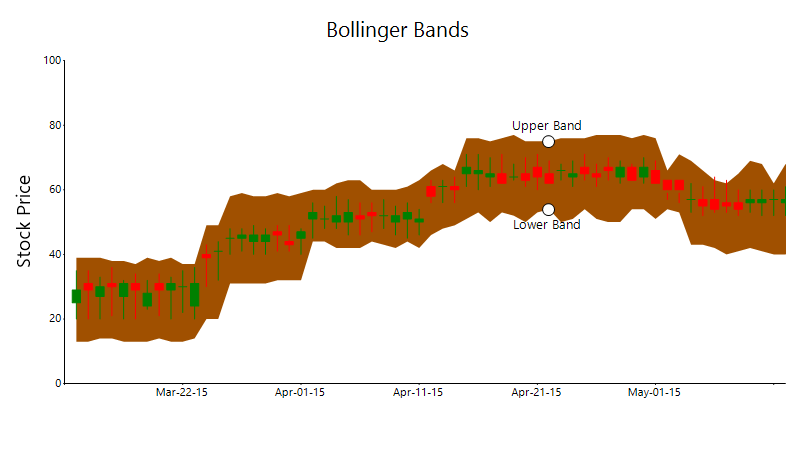 Bollinger Bands
Stock Price
100
80
60
40
20
0
Upper Band
Lower Band
Mar-22-15
Apr-01-15
Apr-11-15
Apr-21-15
May-01-15